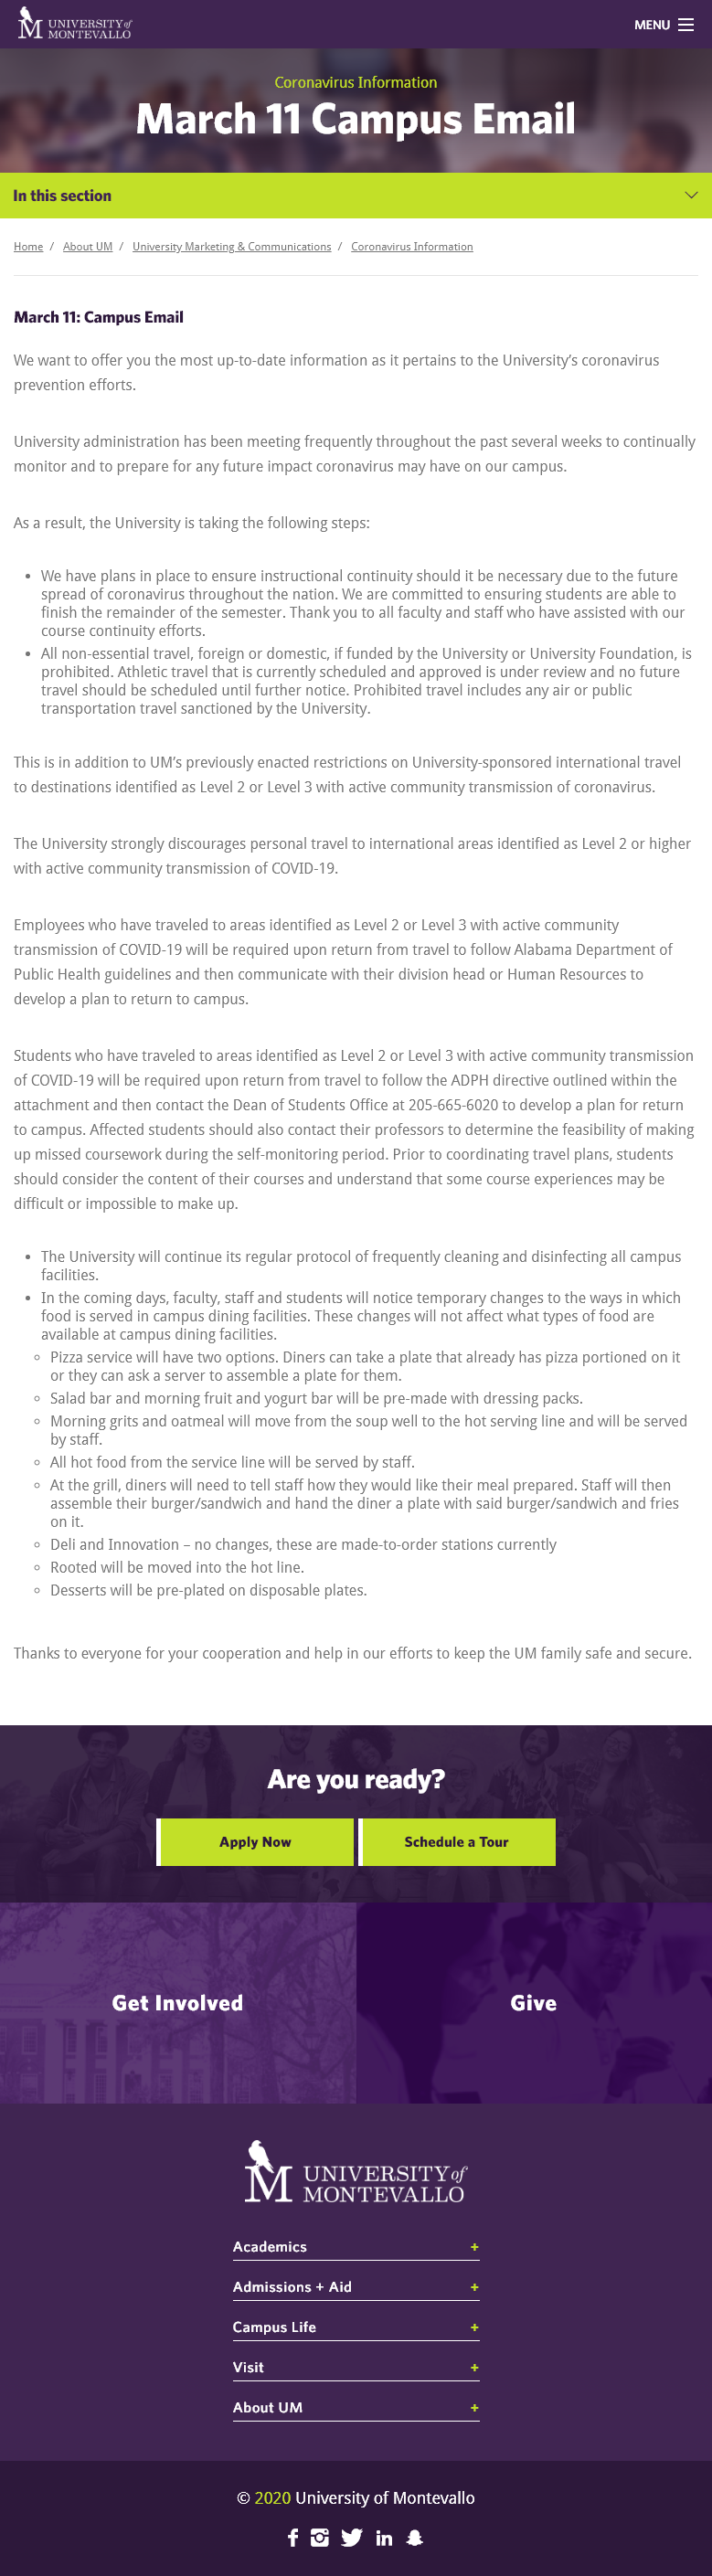 UNIVERSITY of
MONTEVALLO
MENU
Coronavirus Information
March 11 Campus Email
In this section
Home / About UM / University Marketing & Communications / Coronavirus Information
March 11: Campus Email
We want to offer you the most up-to-date information as it pertains to the University’s coronavirus
prevention efforts.
University administration has been meeting frequently throughout the past several weeks to continually
monitor and to prepare for any future impact coronavirus may have on our campus.
As a result, the University is taking the following steps:
• We have plans in place to ensure instructional continuity should it be necessary due to the future
spread of coronavirus throughout the nation. We are committed to ensuring students are able to
finish the remainder of the semester. Thank you to all faculty and staff who have assisted with our
course continuity efforts.
• All non-essential travel, foreign or domestic, if funded by the University or University Foundation, is
prohibited. Athletic travel that is currently scheduled and approved is under review and no future
travel should be scheduled until further notice. Prohibited travel includes any air or public
transportation travel sanctioned by the University.
This is in addition to UM’s previously enacted restrictions on University-sponsored international travel
to destinations identified as Level 2 or Level 3 with active community transmission of coronavirus.
The University strongly discourages personal travel to international areas identified as Level 2 or higher
with active community transmission of COVID-19.
Employees who have traveled to areas identified as Level 2 or Level 3 with active community
transmission of COVID-19 will be required upon return from travel to follow Alabama Department of
Public Health guidelines and then communicate with their division head or Human Resources to
develop a plan to return to campus.
Students who have traveled to areas identified as Level 2 or Level 3 with active community transmission
of COVID-19 will be required upon return from travel to follow the ADPH directive outlined within the
attachment and then contact the Dean of Students Office at 205-665-6020 to develop a plan for return
to campus. Affected students should also contact their professors to determine the feasibility of making
up missed coursework during the self-monitoring period. Prior to coordinating travel plans, students
should consider the content of their courses and understand that some course experiences may be
difficult or impossible to make up.
• The University will continue its regular protocol of frequently cleaning and disinfecting all campus
facilities.
• In the coming days, faculty, staff and students will notice temporary changes to the ways in which
food is served in campus dining facilities. These changes will not affect what types of food are
available at campus dining facilities.
◦ Pizza service will have two options. Diners can take a plate that already has pizza portioned on it
or they can ask a server to assemble a plate for them.
◦ Salad bar and morning fruit and yogurt bar will be pre-made with dressing packs.
◦ Morning grits and oatmeal will move from the soup well to the hot serving line and will be served
by staff.
◦ All hot food from the service line will be served by staff.
◦ At the grill, diners will need to tell staff how they would like their meal prepared. Staff will then
assemble their burger/sandwich and hand the diner a plate with said burger/sandwich and fries
on it.
◦ Deli and Innovation – no changes, these are made-to-order stations currently
◦ Rooted will be moved into the hot line.
◦ Desserts will be pre-plated on disposable plates.
Thanks to everyone for your cooperation and help in our efforts to keep the UM family safe and secure.
Are you ready?
Apply Now
Schedule a Tour
Get Involved
Give
M UNIVERSITY of
MONTEVALLO
Academics +
Admissions + Aid +
Campus Life +
Visit +
About UM +
© 2020 University of Montevallo